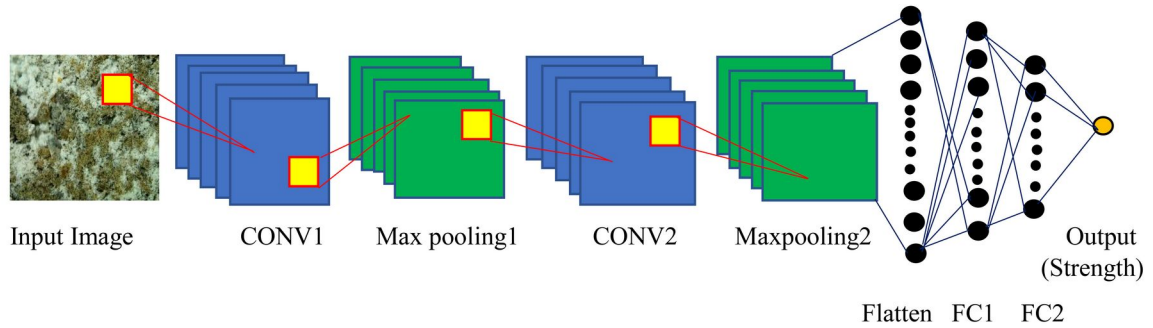 Input Image
CONV1
Max pooling1
CONV2
Maxpooling2
Output
(Strength)
Flatten
FC1
FC2